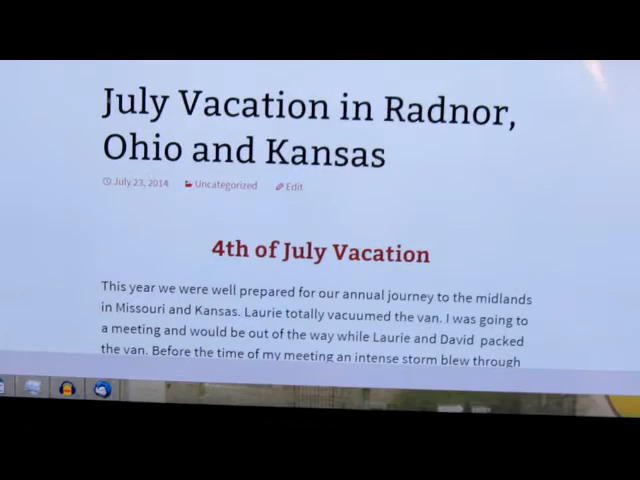 July Vacation in Radnor,
Ohio and Kansas
July 23, 2014 Uncategorized Edit
4th of July Vacation
This year we were well prepared for our annual journey to the midlands
in Missouri and Kansas. Laurie totally vacuumed the van. I was going to
a meeting and would be out of the way while Laurie and David packed
the van. Before the time of my meeting an intense storm blew through